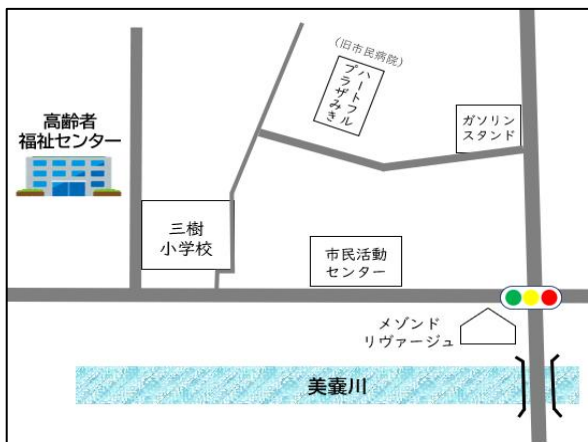 (旧市民病院)
ハートフル
プラザみき
ガソリン
スタンド
高齢者
福祉センター
三樹
小学校
市民活動
センター
メゾンド
リヴァージュ
美嚢川